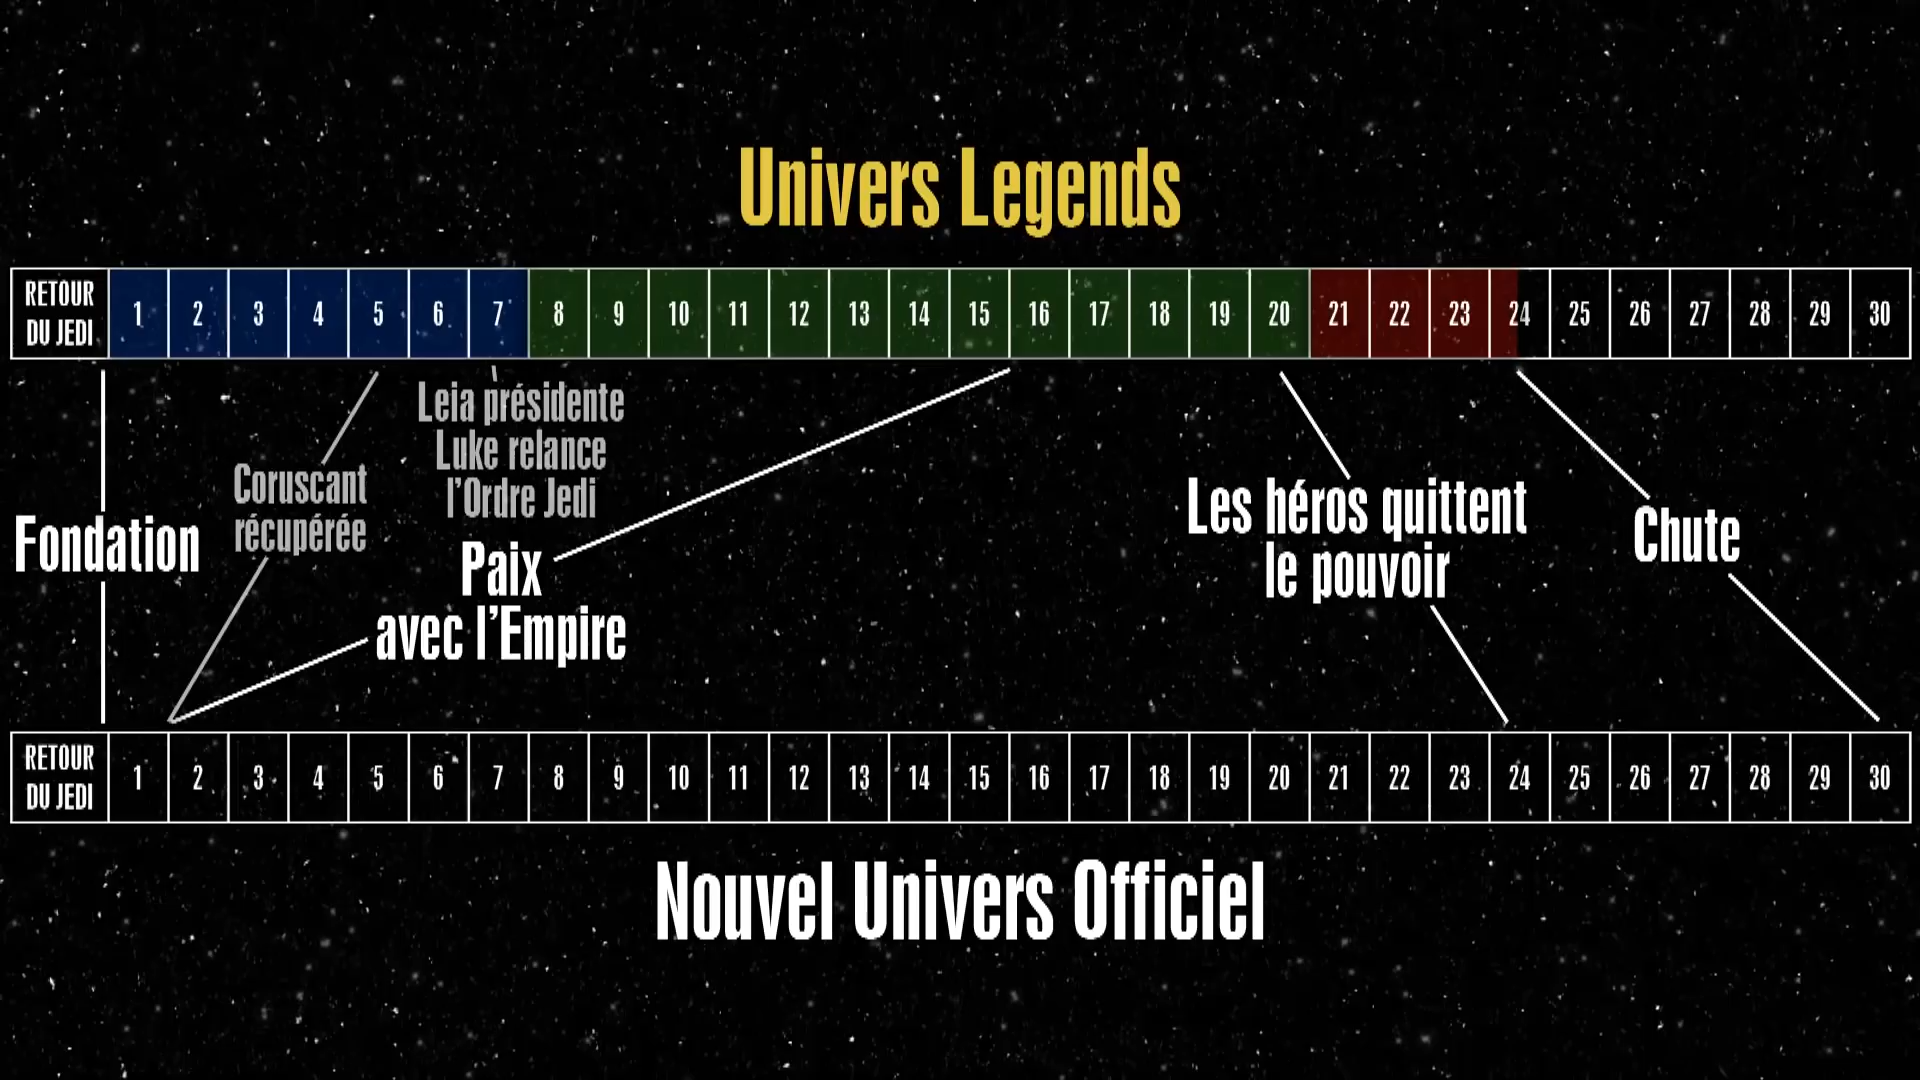 Univers Legends
RETOUR
DU JEDI
1 2 3 4 5 6 7 8 9 10 11 12 13 14 15 16 17 18 19 20 21 22 23 24 25 26 27 28 29 30
Leia présidente
Luke relance
l'Ordre Jedi
Coruscant
récupérée
Fondation
Paix
avec l'Empire
Les héros quittent
le pouvoir
Chute
RETOUR
DU JEDI
1 2 3 4 5 6 7 8 9 10 11 12 13 14 15 16 17 18 19 20 21 22 23 24 25 26 27 28 29 30
Nouvel Univers Officiel